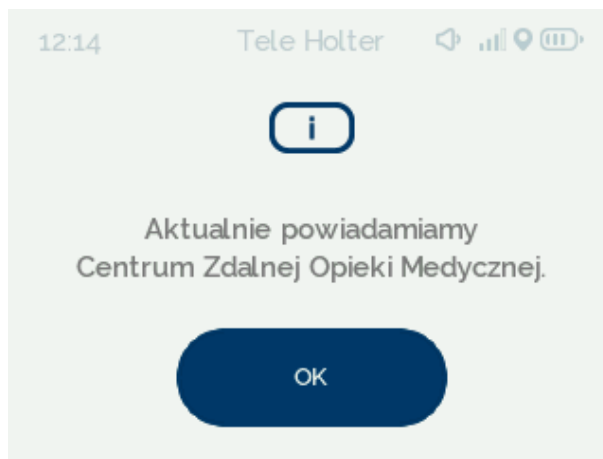 12:14 Tele Holter
i
Aktualnie powiadamiamy
Centrum Zdalnej Opieki Medycznej.
OK